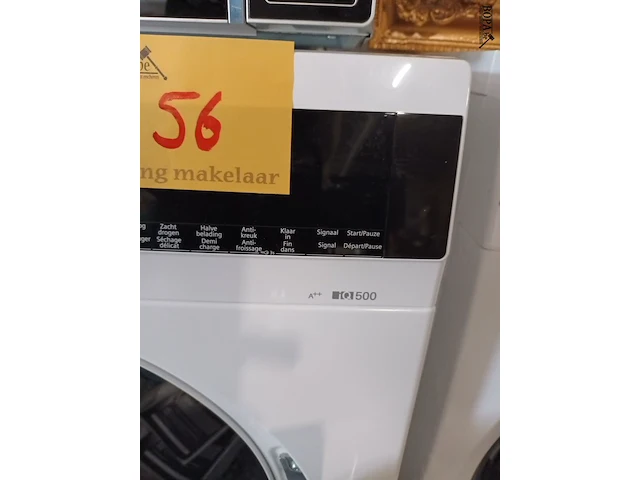 56
makelaar
Zacht Halve Anti- Klaar Signaal Start/Pauze
drogen belading kreuk in
Séchage Demi Anti- Fin Signal Départ/Pause
délicat charge froissage dans
A++ iQ500